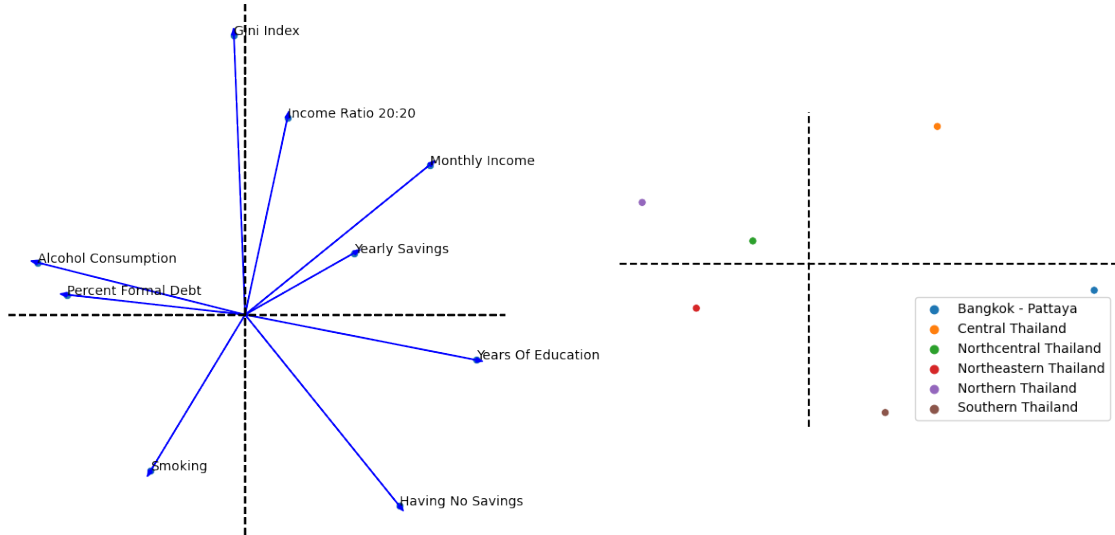 Gini Index
Income Ratio 20:20
Monthly Income
Yearly Savings
Alcohol Consumption
Percent Formal Debt
Years Of Education
Smoking
Having No Savings
Bangkok - Pattaya
Central Thailand
Northcentral Thailand
Northeastern Thailand
Northern Thailand
Southern Thailand